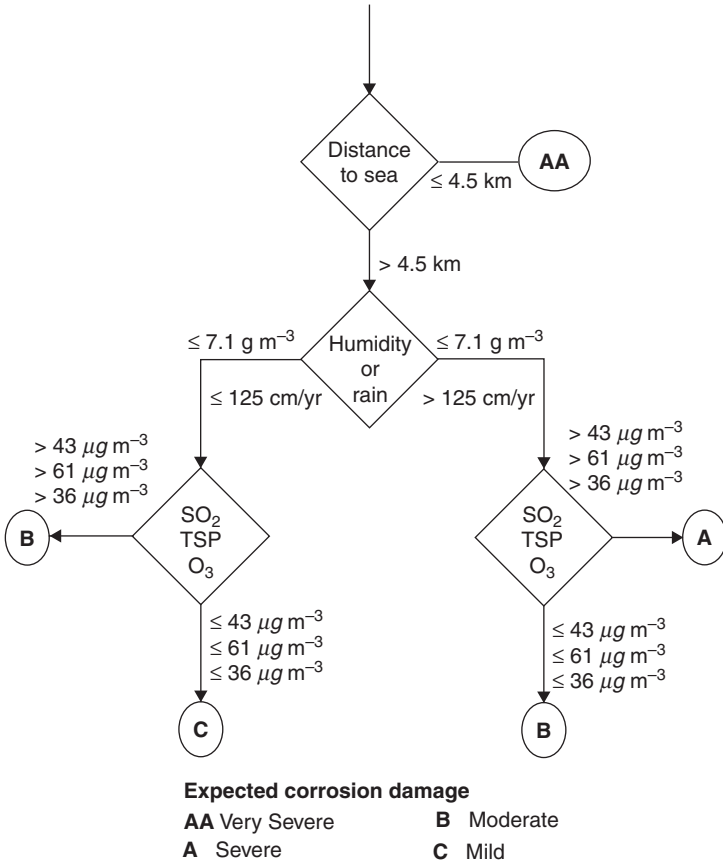 Distance
to sea
AA
≤ 4.5 km
> 4.5 km
≤ 7.1 g m⁻³
Humidity
or
rain
≤ 7.1 g m⁻³
≤ 125 cm/yr
> 125 cm/yr
> 43 μg m⁻³
> 61 μg m⁻³
> 36 μg m⁻³
B
SO₂
TSP
O₃
≤ 43 μg m⁻³
≤ 61 μg m⁻³
≤ 36 μg m⁻³
C
> 43 μg m⁻³
> 61 μg m⁻³
> 36 μg m⁻³
SO₂
TSP
O₃
A
≤ 43 μg m⁻³
≤ 61 μg m⁻³
≤ 36 μg m⁻³
B
Expected corrosion damage
AA Very Severe
B Moderate
A Severe
C Mild